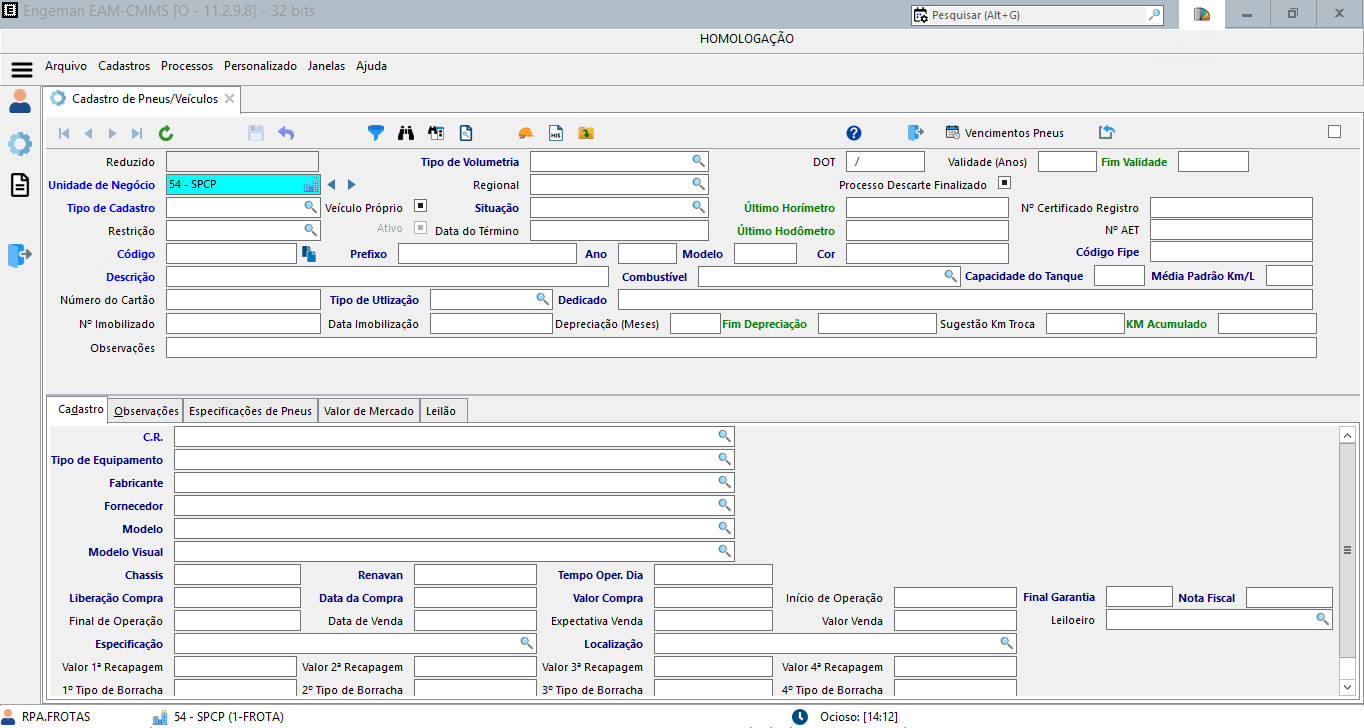 Engeman EAM-CMMS [O - 11.2.9.8] - 32 bits
Pesquisar (Alt+G)
HOMOLOGAÇÃO
Arquivo Cadastros Processos Personalizado Janelas Ajuda
Cadastro de Pneus/Veículos
HIS Vencimentos Pneus
Reduzido Tipo de Volumetria DOT / Validade (Anos) Fim Validade
Unidade de Negócio 54 - SPCP Regional Processo Descarte Finalizado
Tipo de Cadastro Veículo Próprio Situação Último Horímetro Nº Certificado Registro
Restrição Ativo Data do Término Último Hodômetro Nº AET
Código Prefixo Ano Modelo Cor Código Fipe
Descrição Combustível Capacidade do Tanque Média Padrão Km/L
Número do Cartão Tipo de Utlização Dedicado
Nº Imobilizado Data Imobilização Depreciação (Meses) Fim Depreciação Sugestão Km Troca KM Acumulado
Observações
Cadastro Observações Especificações de Pneus Valor de Mercado Leilão
C.R.
Tipo de Equipamento
Fabricante
Fornecedor
Modelo
Modelo Visual
Chassis Renavan Tempo Oper. Dia
Liberação Compra Data da Compra Valor Compra Início de Operação Final Garantia Nota Fiscal
Final de Operação Data de Venda Expectativa Venda Valor Venda Leiloeiro
Especificação Localização
Valor 1ª Recapagem Valor 2ª Recapagem Valor 3ª Recapagem Valor 4ª Recapagem
1º Tipo de Borracha 2º Tipo de Borracha 3º Tipo de Borracha 4º Tipo de Borracha
RPA.FROTAS 54 - SPCP (1-FROTA) Ocioso: [14:12]